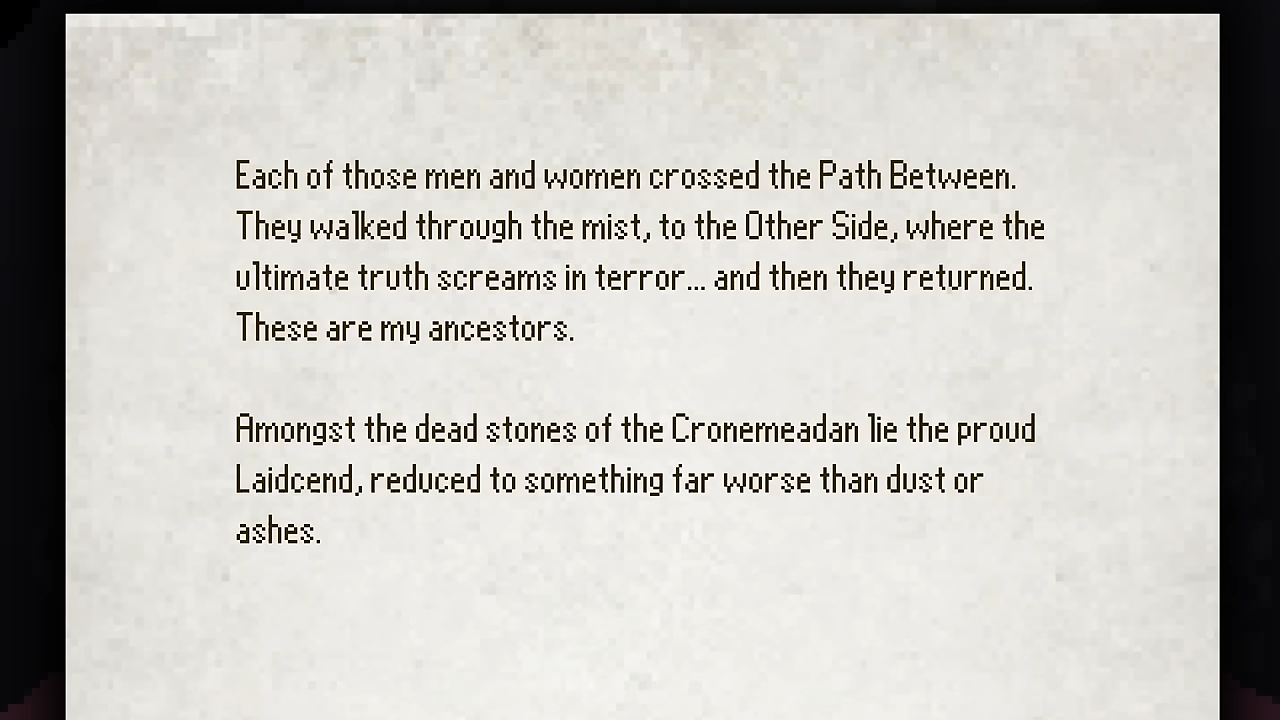 Each of those men and women crossed the Path Between.
They walked through the mist, to the Other Side, where the
ultimate truth screams in terror... and then they returned.
These are my ancestors.
Amongst the dead stones of the Cronemeadan lie the proud
Laidcend, reduced to something far worse than dust or
ashes.